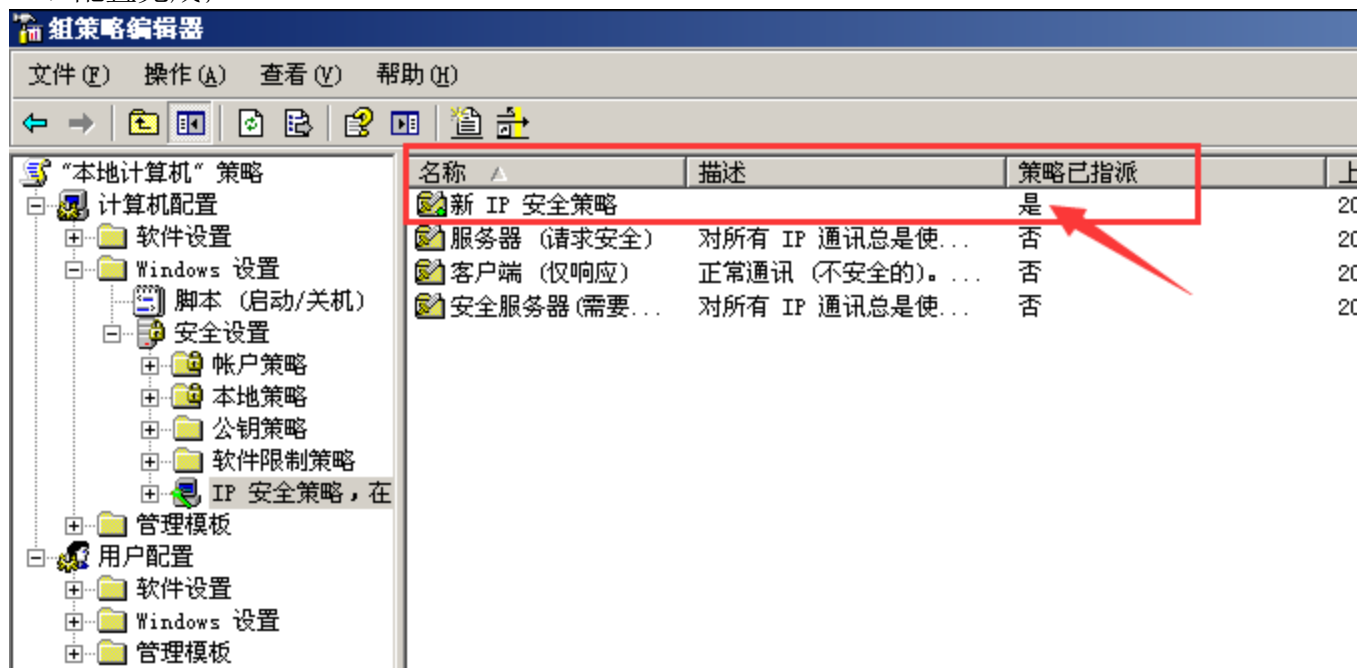 组策略编辑器
文件(F) 操作(A) 查看(V) 帮助(H)
“本地计算机” 策略
计算机配置
软件设置
Windows 设置
脚本 (启动/关机)
安全设置
帐户策略
本地策略
公钥策略
软件限制策略
IP 安全策略，在
管理模板
用户配置
软件设置
Windows 设置
管理模板
名称 描述 策略已指派 上
新 IP 安全策略 是 20
服务器 (请求安全) 对所有 IP 通讯总是使... 否 20
客户端 (仅响应) 正常通讯 (不安全的)。... 否 20
安全服务器(需要... 对所有 IP 通讯总是使... 否 20